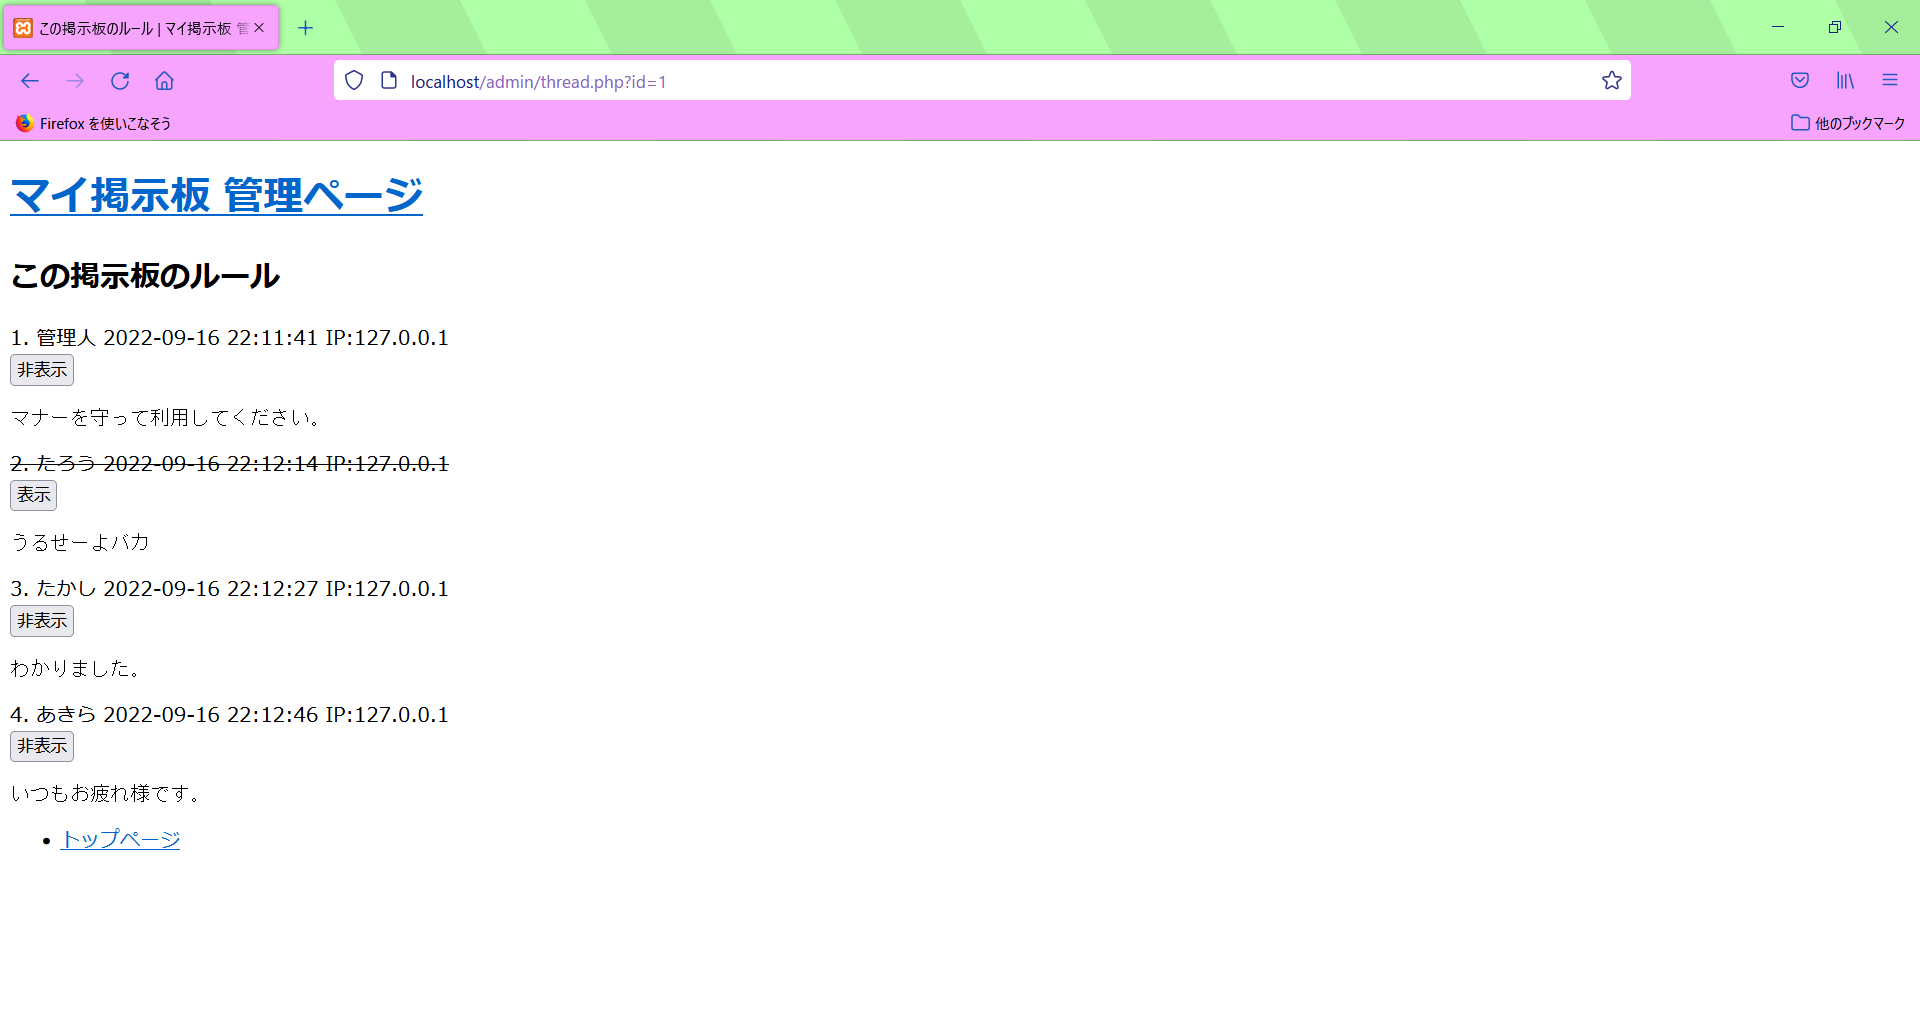 この掲示板のルール | マイ掲示板 管
localhost/admin/thread.php?id=1
Firefox を使いこなそう
他のブックマーク
マイ掲示板 管理ページ
この掲示板のルール
1. 管理人 2022-09-16 22:11:41 IP:127.0.0.1
非表示
マナーを守って利用してください。
2. たろう 2022-09-16 22:12:14 IP:127.0.0.1
表示
うるせーよバカ
3. たかし 2022-09-16 22:12:27 IP:127.0.0.1
非表示
わかりました。
4. あきら 2022-09-16 22:12:46 IP:127.0.0.1
非表示
いつもお疲れ様です。
トップページ